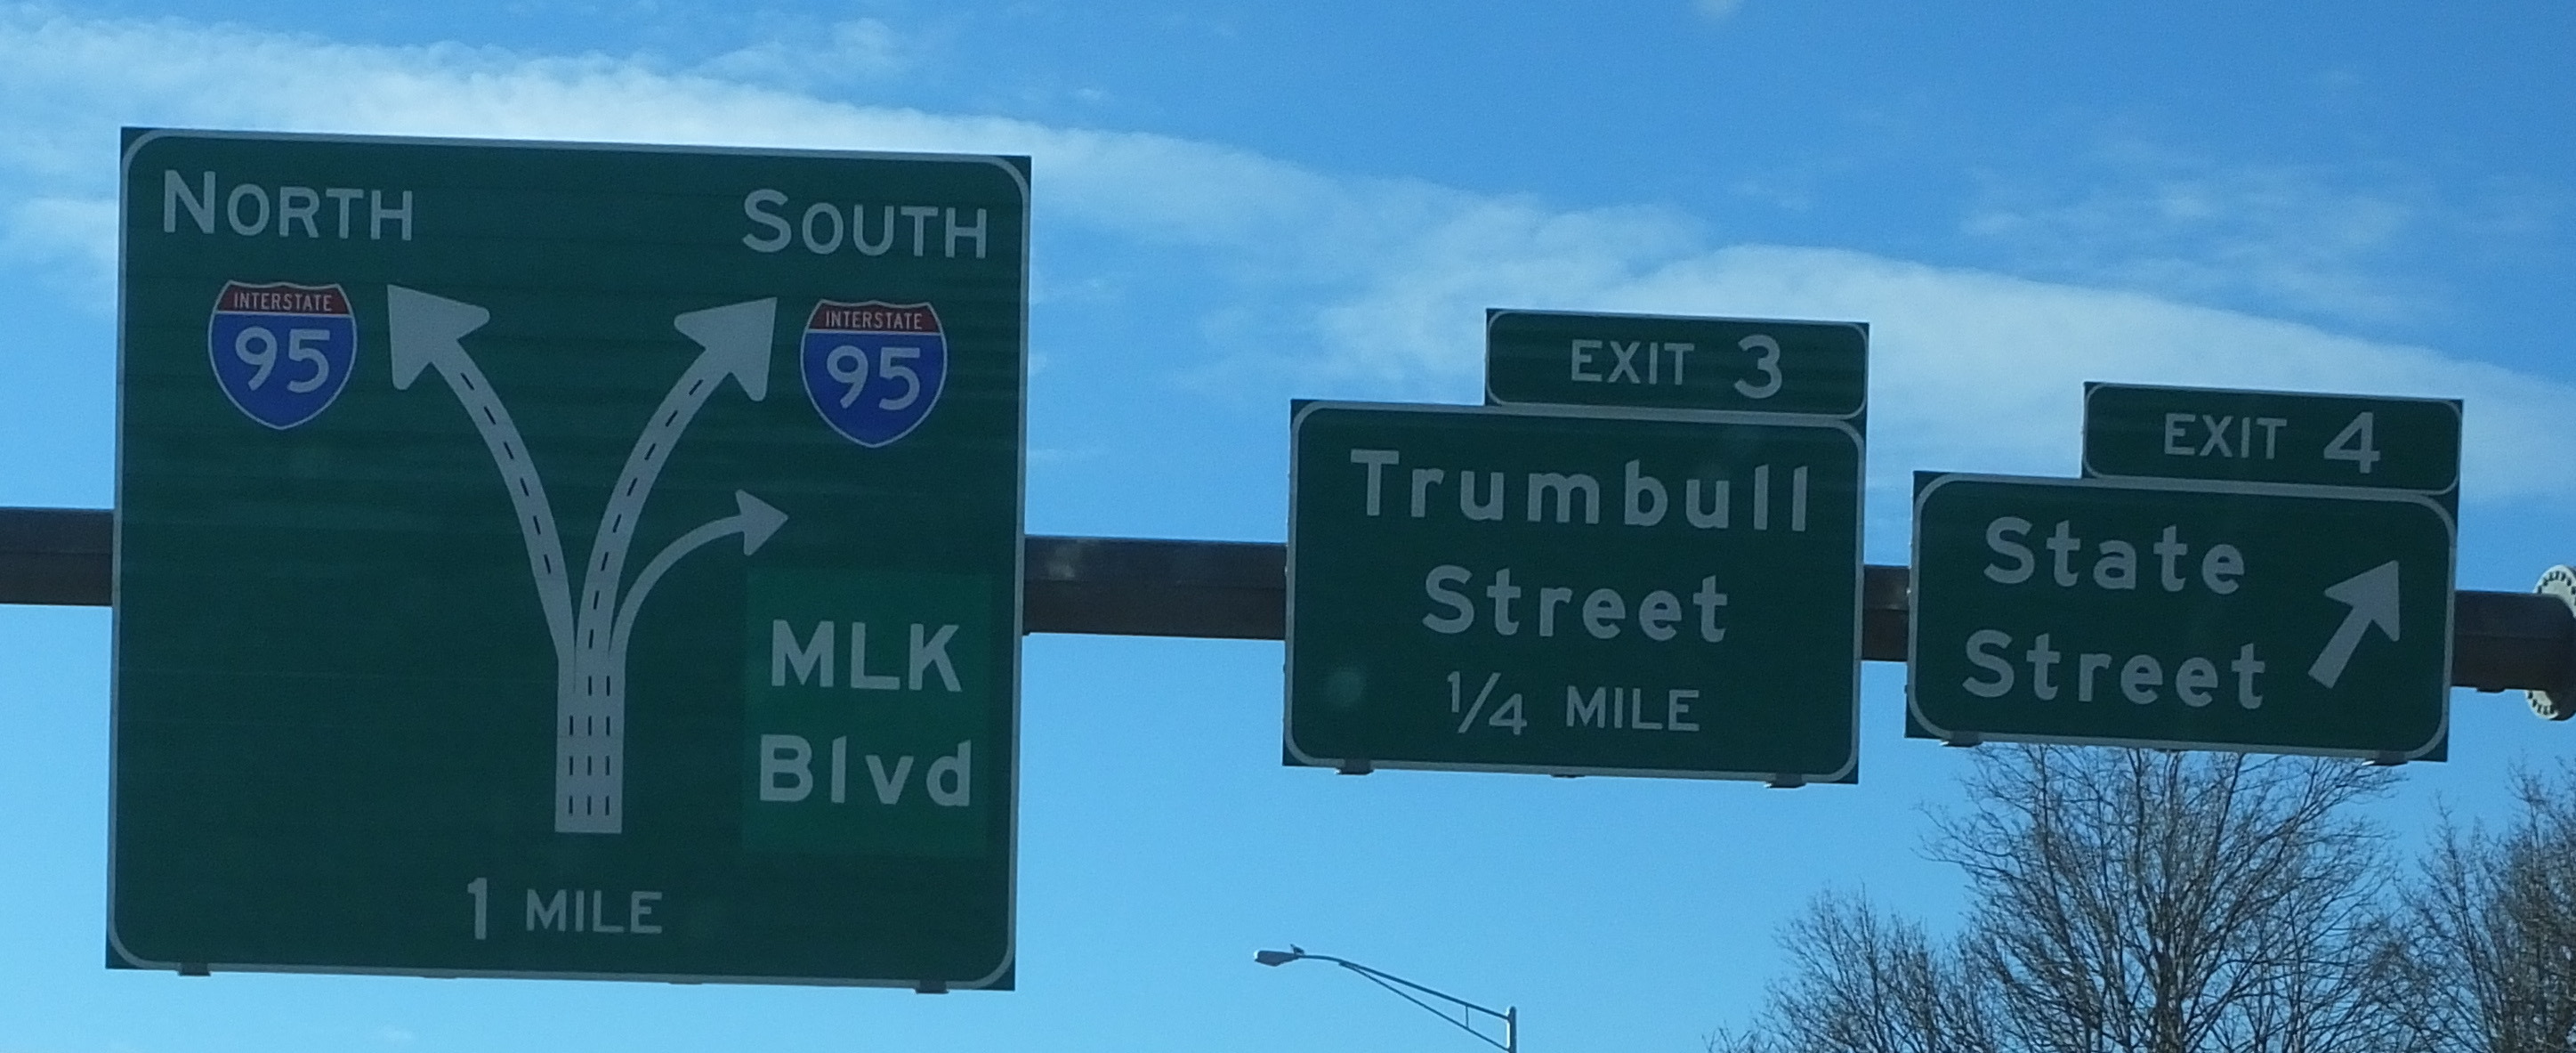 NORTH
SOUTH
INTERSTATE
95
INTERSTATE
95
MLK
Blvd
1 MILE
EXIT 3
Trumbull
Street
1/4 MILE
EXIT 4
State
Street